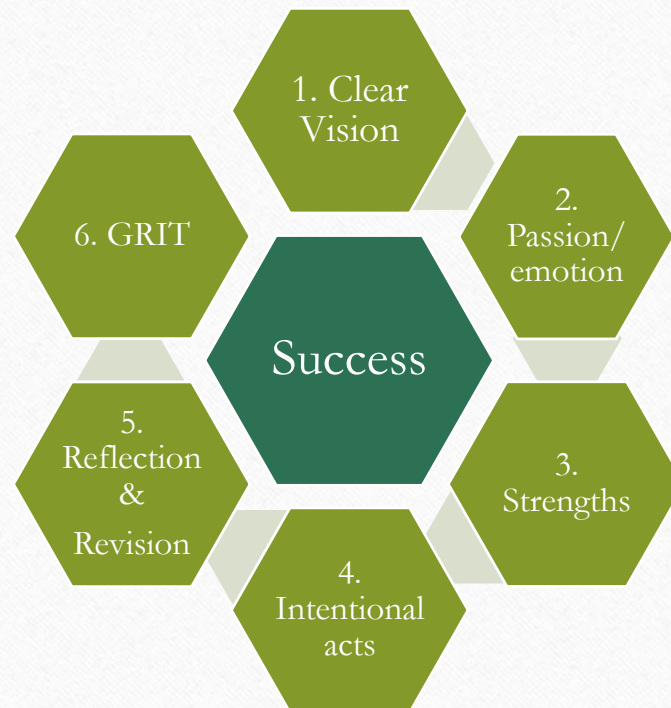 1. Clear
Vision
2.
Passion/
emotion
3.
Strengths
4.
Intentional
acts
5.
Reflection
&
Revision
6. GRIT
Success